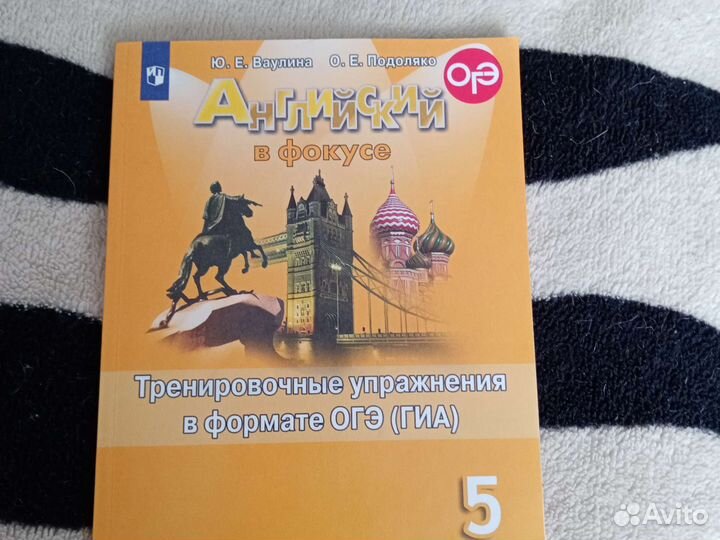 Ю. Е. Ваулина О. Е. Подоляко
ОГЭ
Английский
в фокусе
Тренировочные упражнения
в формате ОГЭ (ГИА)
5
Avito